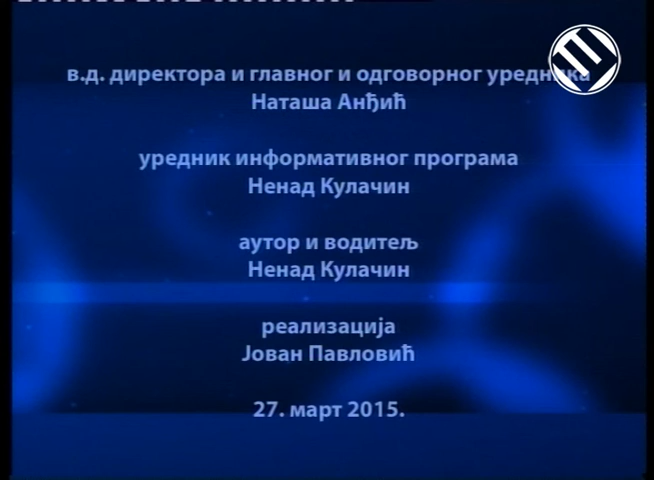 в.д. директора и главног и одговорног уредника
Наташа Анђић
уредник информативног програма
Ненад Кулачин
аутор и водитељ
Ненад Кулачин
реализација
Јован Павловић
27. март 2015.